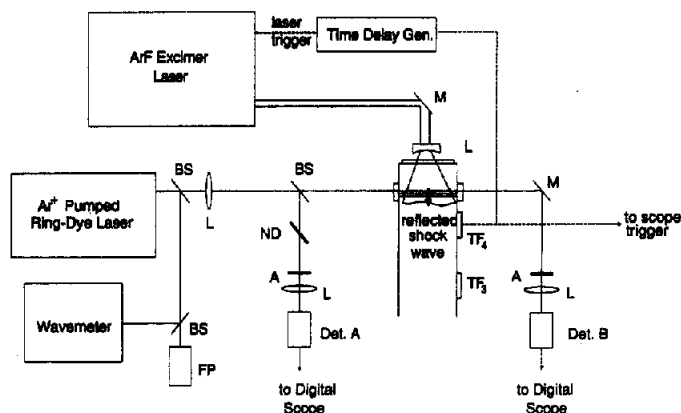 ArF Excimer
Laser
laser
trigger
Time Delay Gen.
M
L
BS
BS
M
Ar+ Pumped
Ring-Dye Laser
L
ND
reflected
shock
wave
TF4
to scope
trigger
A
L
TF3
A
L
Wavemeter
BS
Det. A
Det. B
FP
to Digital
Scope
to Digital
Scope